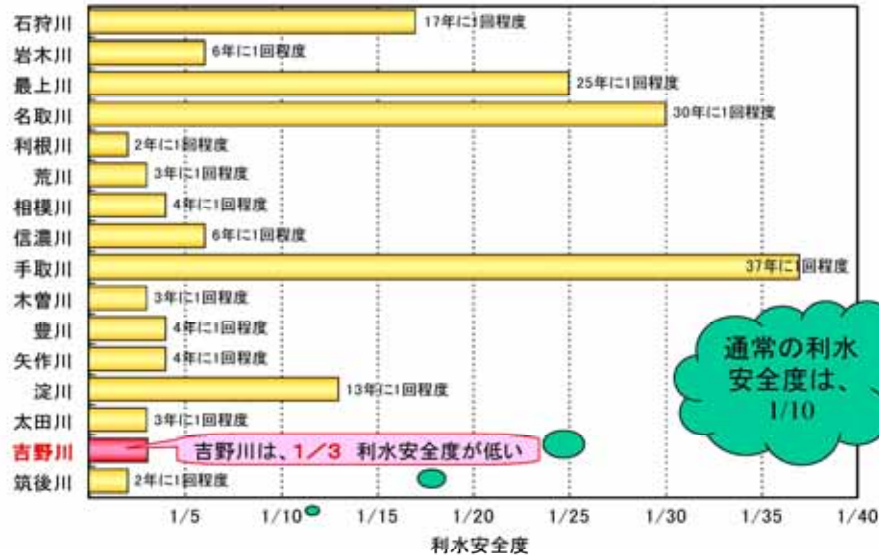 石狩川 17年に1回程度
岩木川 6年に1回程度
最上川 25年に1回程度
名取川 30年に1回程度
利根川 2年に1回程度
荒川 3年に1回程度
相模川 4年に1回程度
信濃川 6年に1回程度
手取川 37年に1回程度
木曽川 3年に1回程度
豊川 4年に1回程度
矢作川 4年に1回程度
淀川 13年に1回程度
太田川 3年に1回程度
吉野川 吉野川は、1/3 利水安全度が低い
筑後川 2年に1回程度
通常の利水
安全度は、
1/10
1/5 1/10 1/15 1/20 1/25 1/30 1/35 1/40
利水安全度